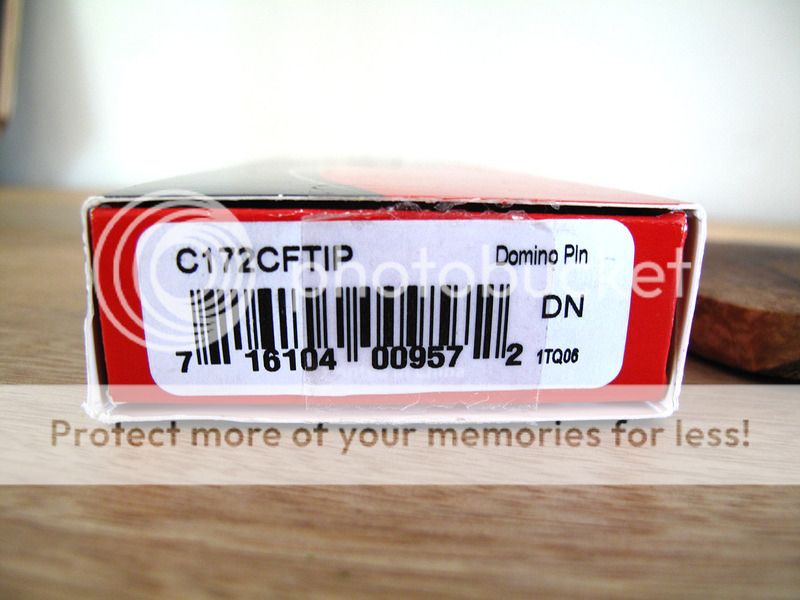 C172CFTIP
Domino Pln
DN
7 16104 00957 2
1TQ06
photobucket
Protect more of your memories for less!